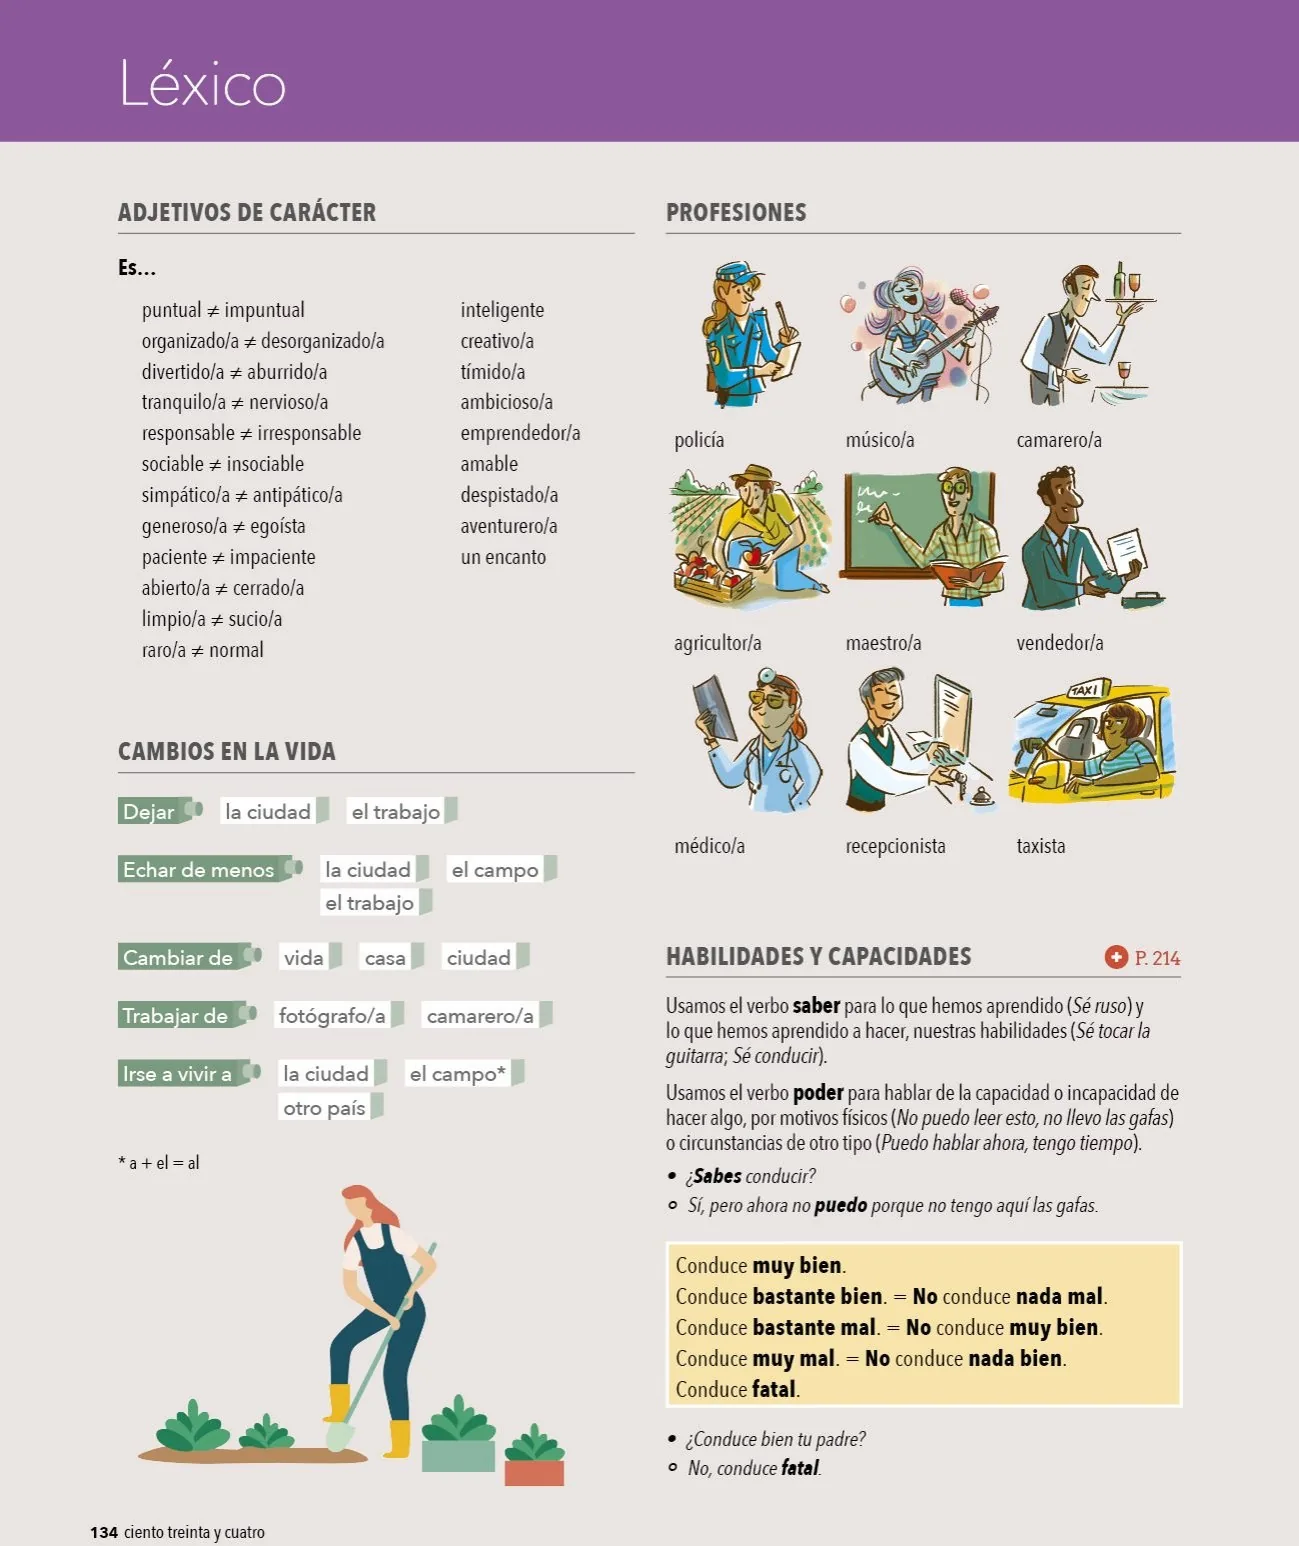 Léxico
ADJETIVOS DE CARÁCTER
Es...
puntual ≠ impuntual
organizado/a ≠ desorganizado/a
divertido/a ≠ aburrido/a
tranquilo/a ≠ nervioso/a
responsable ≠ irresponsable
sociable ≠ insociable
simpático/a ≠ antipático/a
generoso/a ≠ egoísta
paciente ≠ impaciente
abierto/a ≠ cerrado/a
limpio/a ≠ sucio/a
raro/a ≠ normal
inteligente
creativo/a
tímido/a
ambicioso/a
emprendedor/a
amable
despistado/a
aventurero/a
un encanto
CAMBIOS EN LA VIDA
Dejar la ciudad el trabajo
Echar de menos la ciudad el campo
el trabajo
Cambiar de vida casa ciudad
Trabajar de fotógrafo/a camarero/a
Irse a vivir a la ciudad el campo*
otro país
* a + el = al
PROFESIONES
policía músico/a camarero/a
agricultor/a maestro/a vendedor/a
TAXI
médico/a recepcionista taxista
HABILIDADES Y CAPACIDADES P. 214
Usamos el verbo saber para lo que hemos aprendido (Sé ruso) y
lo que hemos aprendido a hacer, nuestras habilidades (Sé tocar la
guitarra; Sé conducir).
Usamos el verbo poder para hablar de la capacidad o incapacidad de
hacer algo, por motivos físicos (No puedo leer esto, no llevo las gafas)
o circunstancias de otro tipo (Puedo hablar ahora, tengo tiempo).
• ¿Sabes conducir?
○ Sí, pero ahora no puedo porque no tengo aquí las gafas.
Conduce muy bien.
Conduce bastante bien. = No conduce nada mal.
Conduce bastante mal. = No conduce muy bien.
Conduce muy mal. = No conduce nada bien.
Conduce fatal.
• ¿Conduce bien tu padre?
○ No, conduce fatal.
134 ciento treinta y cuatro